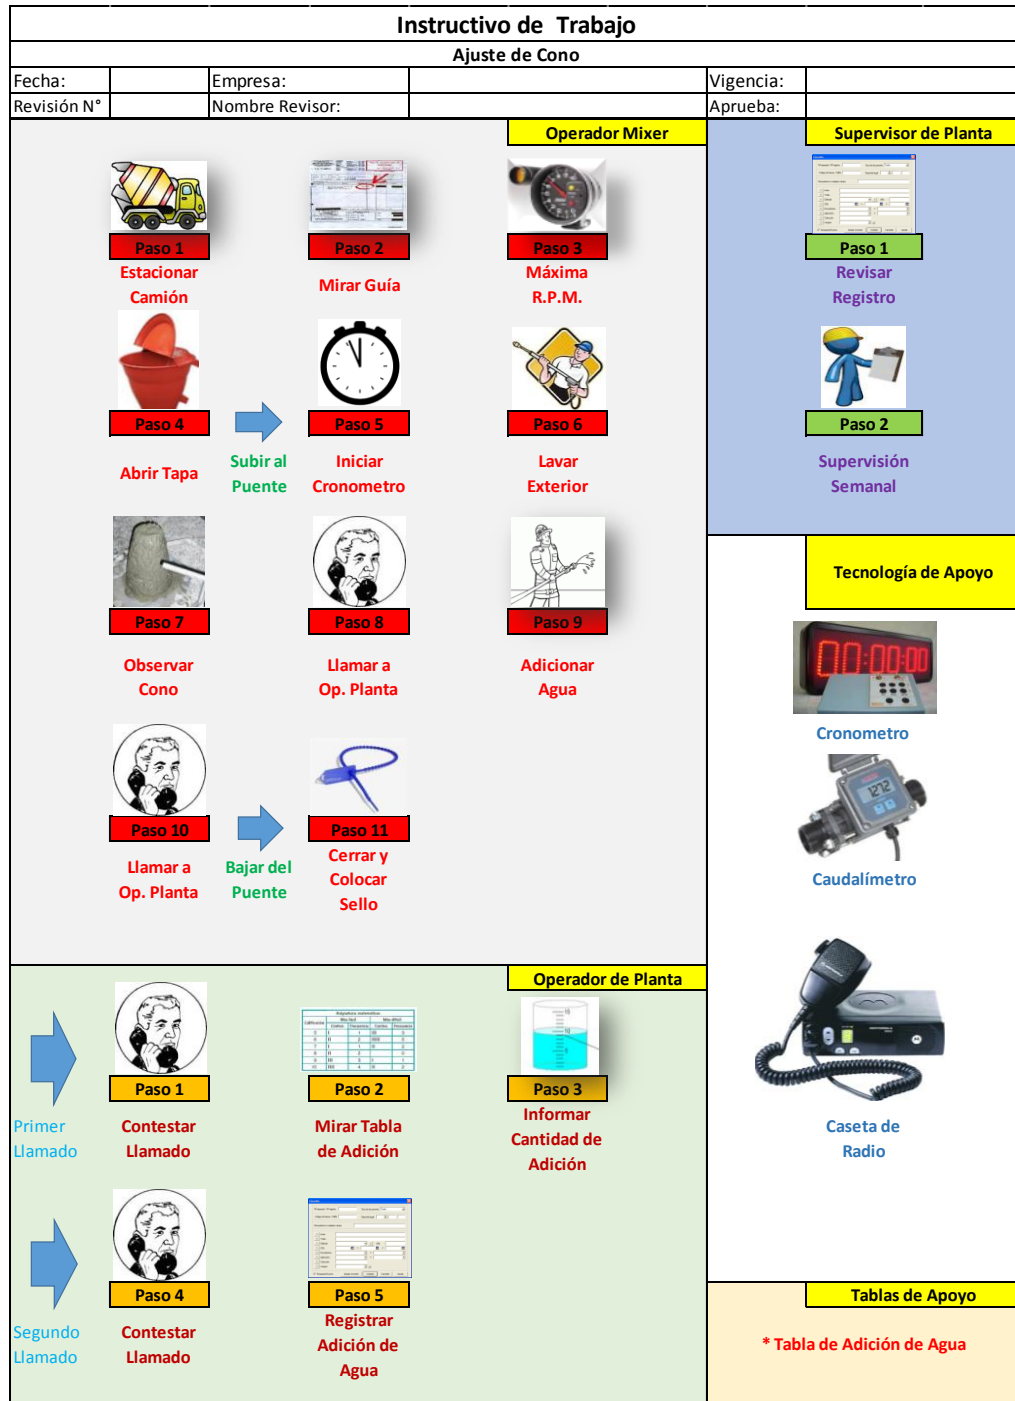 Instructivo de Trabajo
Ajuste de Cono
Fecha:
Empresa:
Vigencia:
Revisión N°
Nombre Revisor:
Aprueba:
Operador Mixer
Paso 1
Paso 2
Paso 3
Estacionar
Camión
Mirar Guía
Máxima
R.P.M.
Paso 4
Paso 5
Paso 6
Abrir Tapa
Subir al
Puente
Iniciar
Cronometro
Lavar
Exterior
Paso 7
Paso 8
Paso 9
Observar
Cono
Llamar a
Op. Planta
Adicionar
Agua
Paso 10
Paso 11
Llamar a
Op. Planta
Bajar del
Puente
Cerrar y
Colocar
Sello
Supervisor de Planta
Paso 1
Revisar
Registro
Paso 2
Supervisión
Semanal
Tecnología de Apoyo
00:00:00
Cronometro
1272
Caudalímetro
Caseta de
Radio
Operador de Planta
Primer
Llamado
Paso 1
Contestar
Llamado
Paso 2
Mirar Tabla
de Adición
Paso 3
Informar
Cantidad de
Adición
Segundo
Llamado
Paso 4
Contestar
Llamado
Paso 5
Registrar
Adición de
Agua
Tablas de Apoyo
* Tabla de Adición de Agua